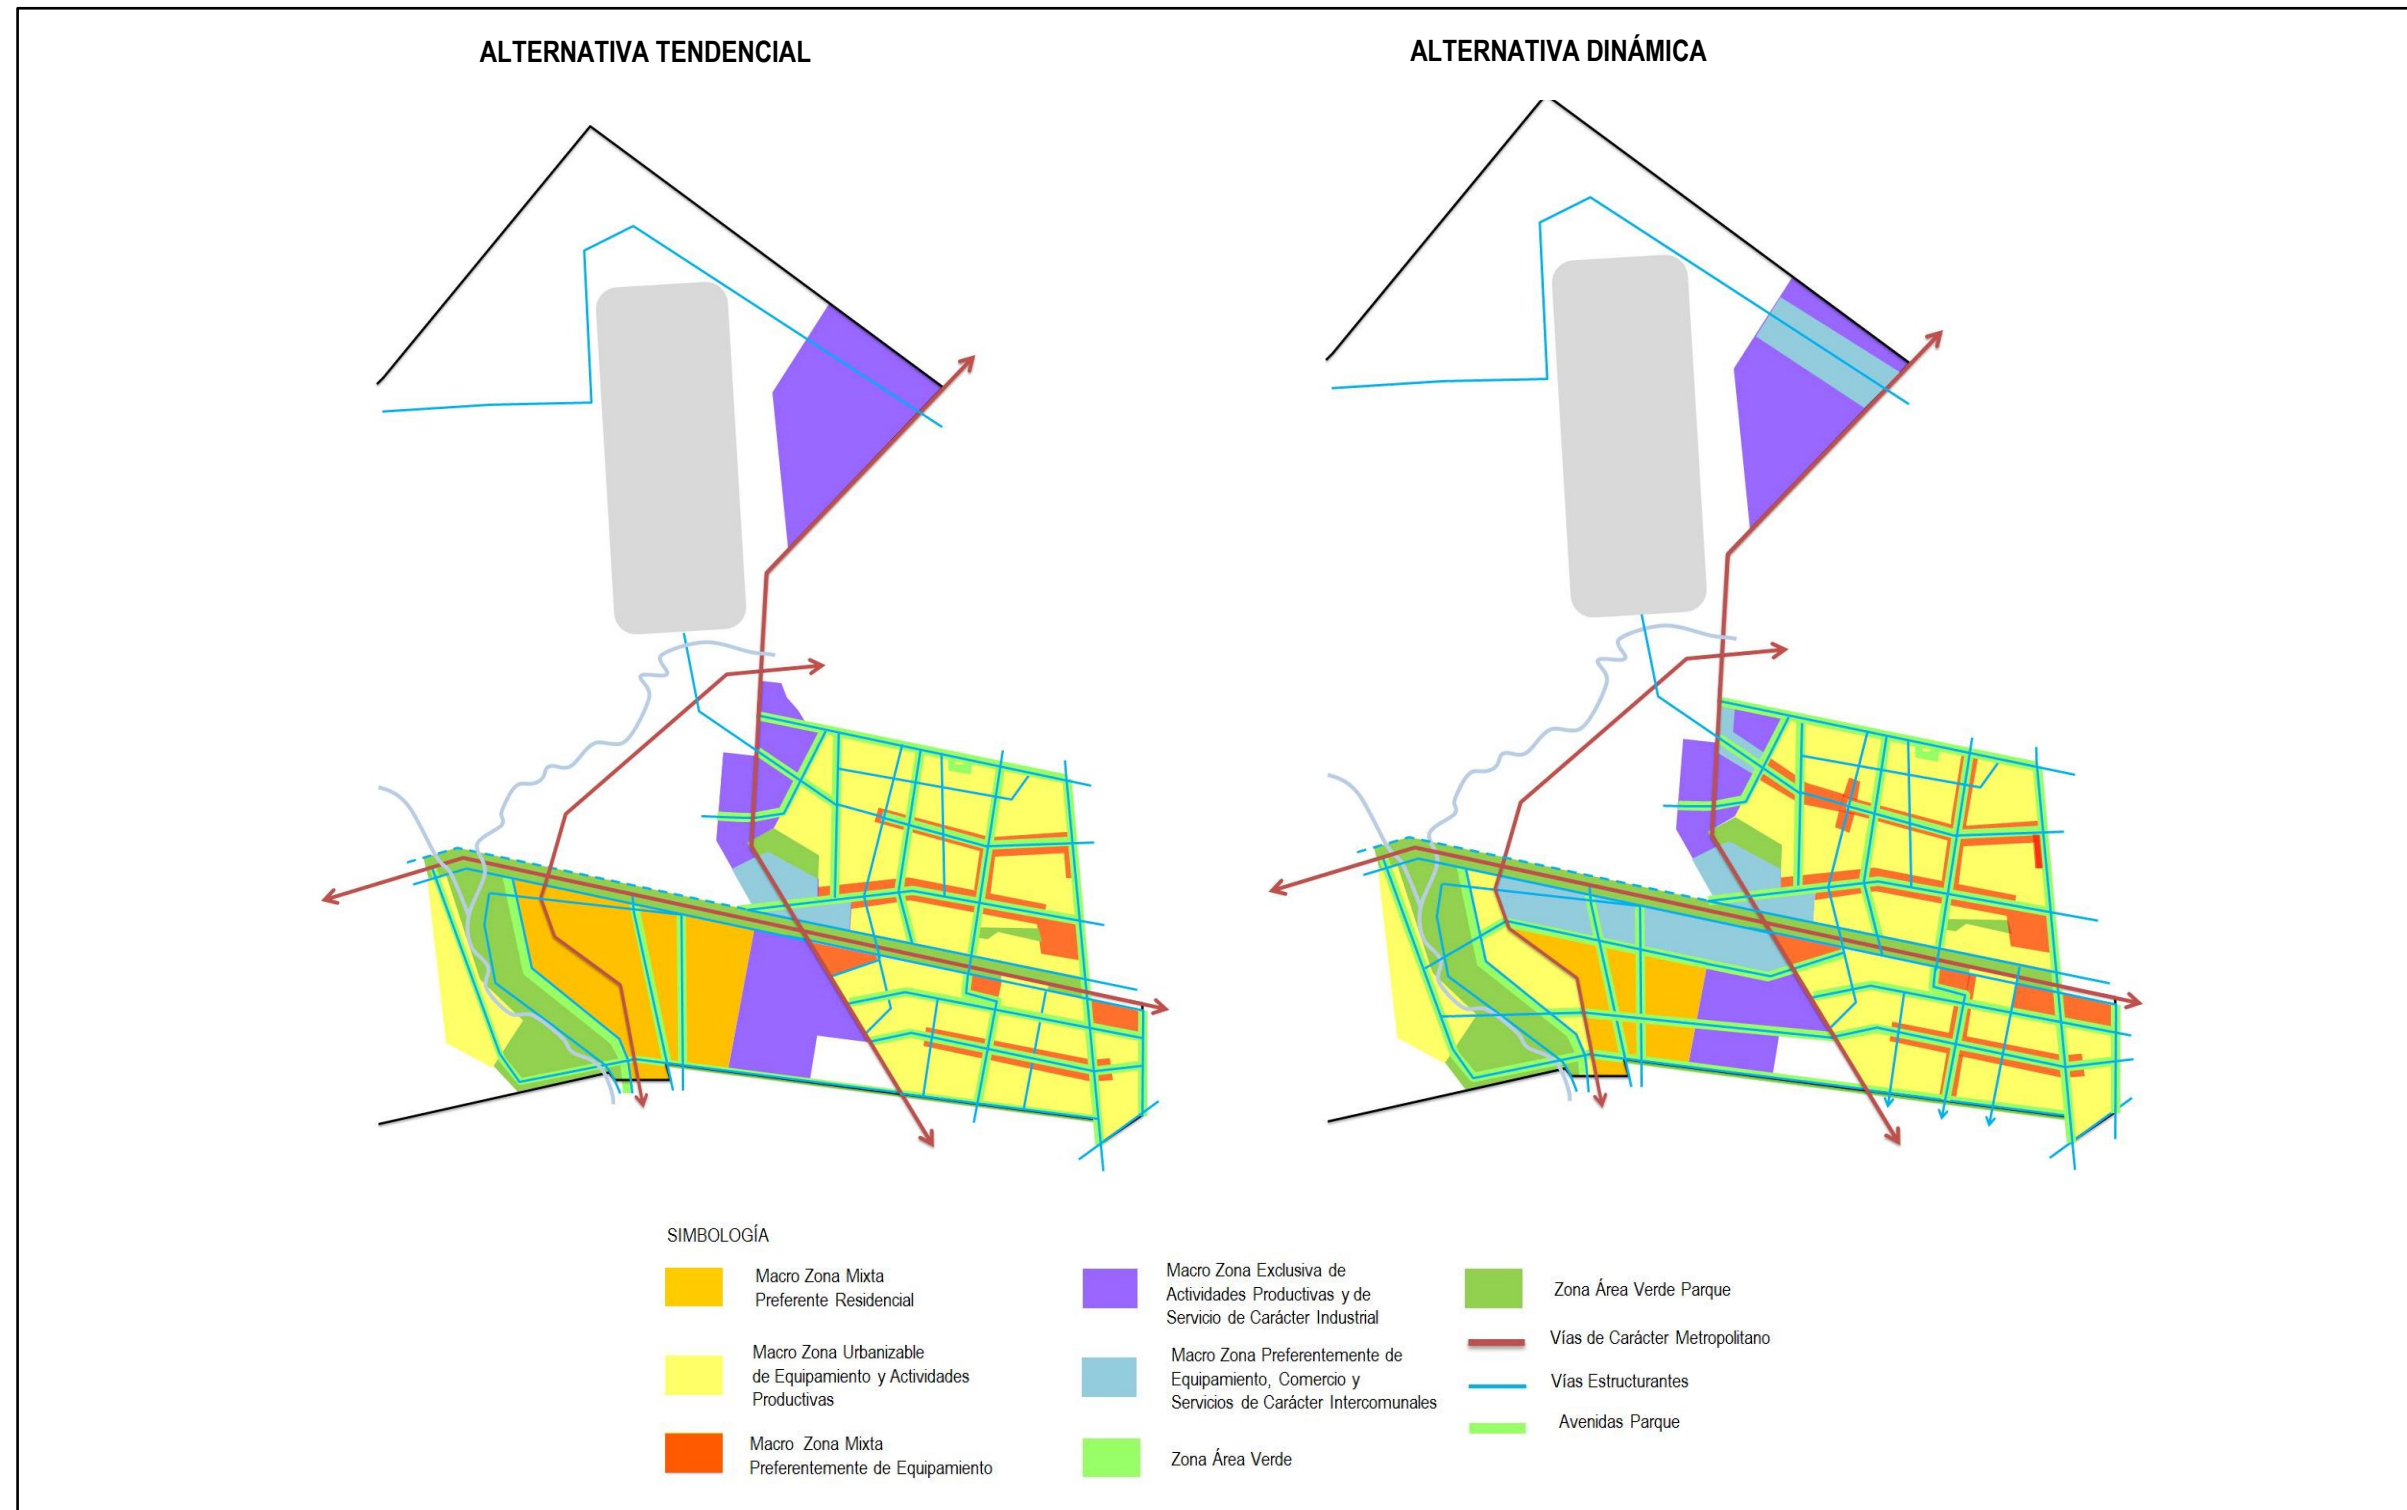 ALTERNATIVA TENDENCIAL
ALTERNATIVA DINÁMICA
SIMBOLOGÍA
Macro Zona Mixta
Preferente Residencial
Macro Zona Urbanizable
de Equipamiento y Actividades
Productivas
Macro Zona Mixta
Preferentemente de Equipamiento
Macro Zona Exclusiva de
Actividades Productivas y de
Servicio de Carácter Industrial
Macro Zona Preferentemente de
Equipamiento, Comercio y
Servicios de Carácter Intercomunales
Zona Área Verde
Zona Área Verde Parque
Vías de Carácter Metropolitano
Vías Estructurantes
Avenidas Parque